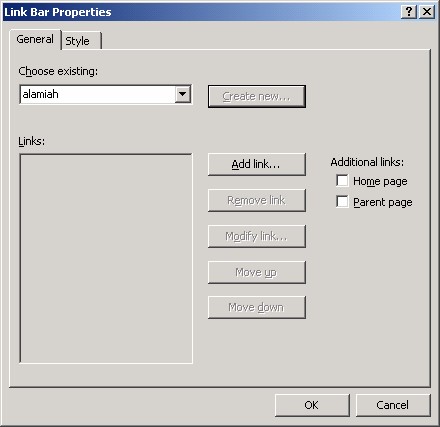 Link Bar Properties
General
Style
Choose existing:
alamiah
Create new...
Links:
Add link...
Additional links:
Home page
Remove link
Parent page
Modify link...
Move up
Move down
OK
Cancel